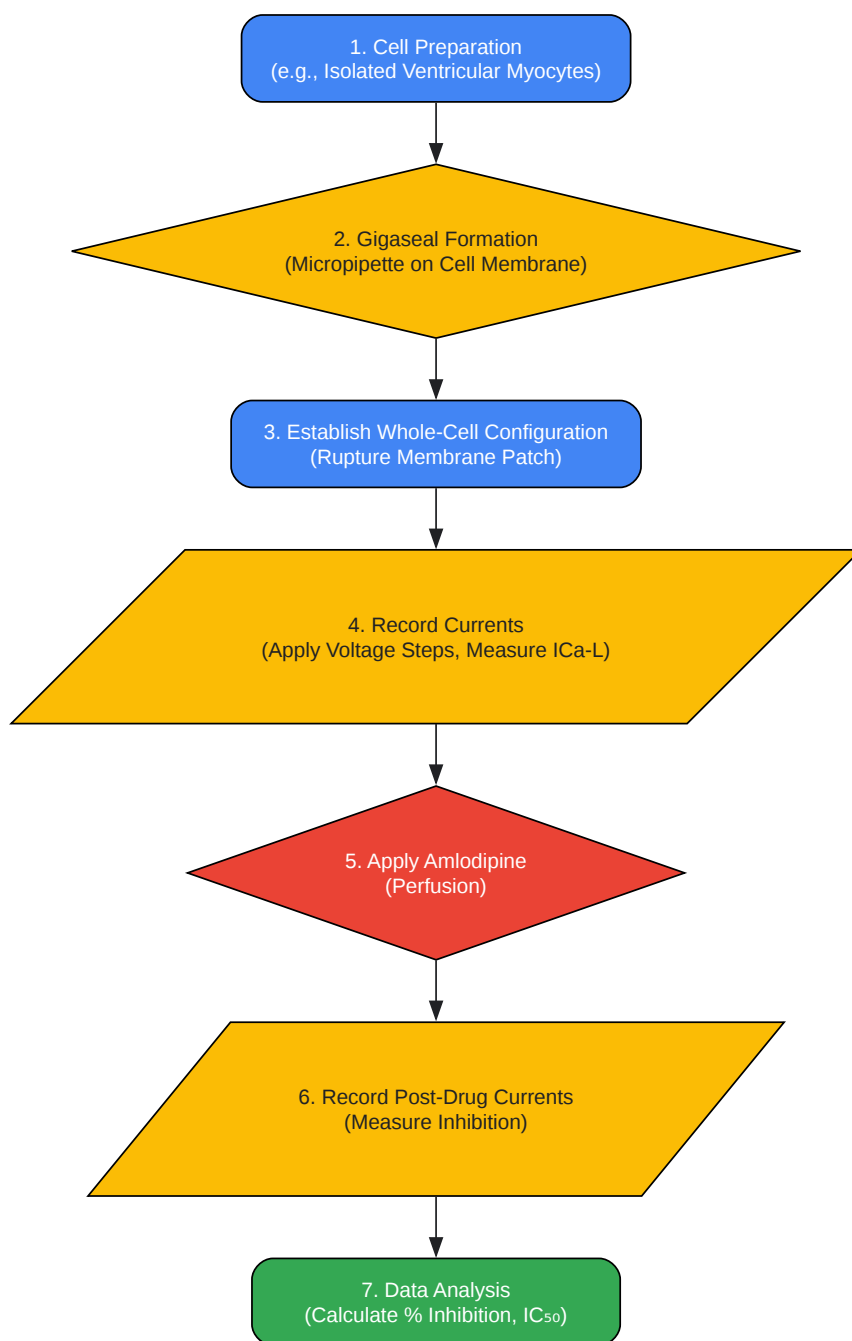 1. Cell Preparation
(e.g., Isolated Ventricular Myocytes)
2. Gigaseal Formation
(Micropipette on Cell Membrane)
3. Establish Whole-Cell Configuration
(Rupture Membrane Patch)
4. Record Currents
(Apply Voltage Steps, Measure ICa-L)
5. Apply Amlodipine
(Perfusion)
6. Record Post-Drug Currents
(Measure Inhibition)
7. Data Analysis
(Calculate % Inhibition, IC₅₀)